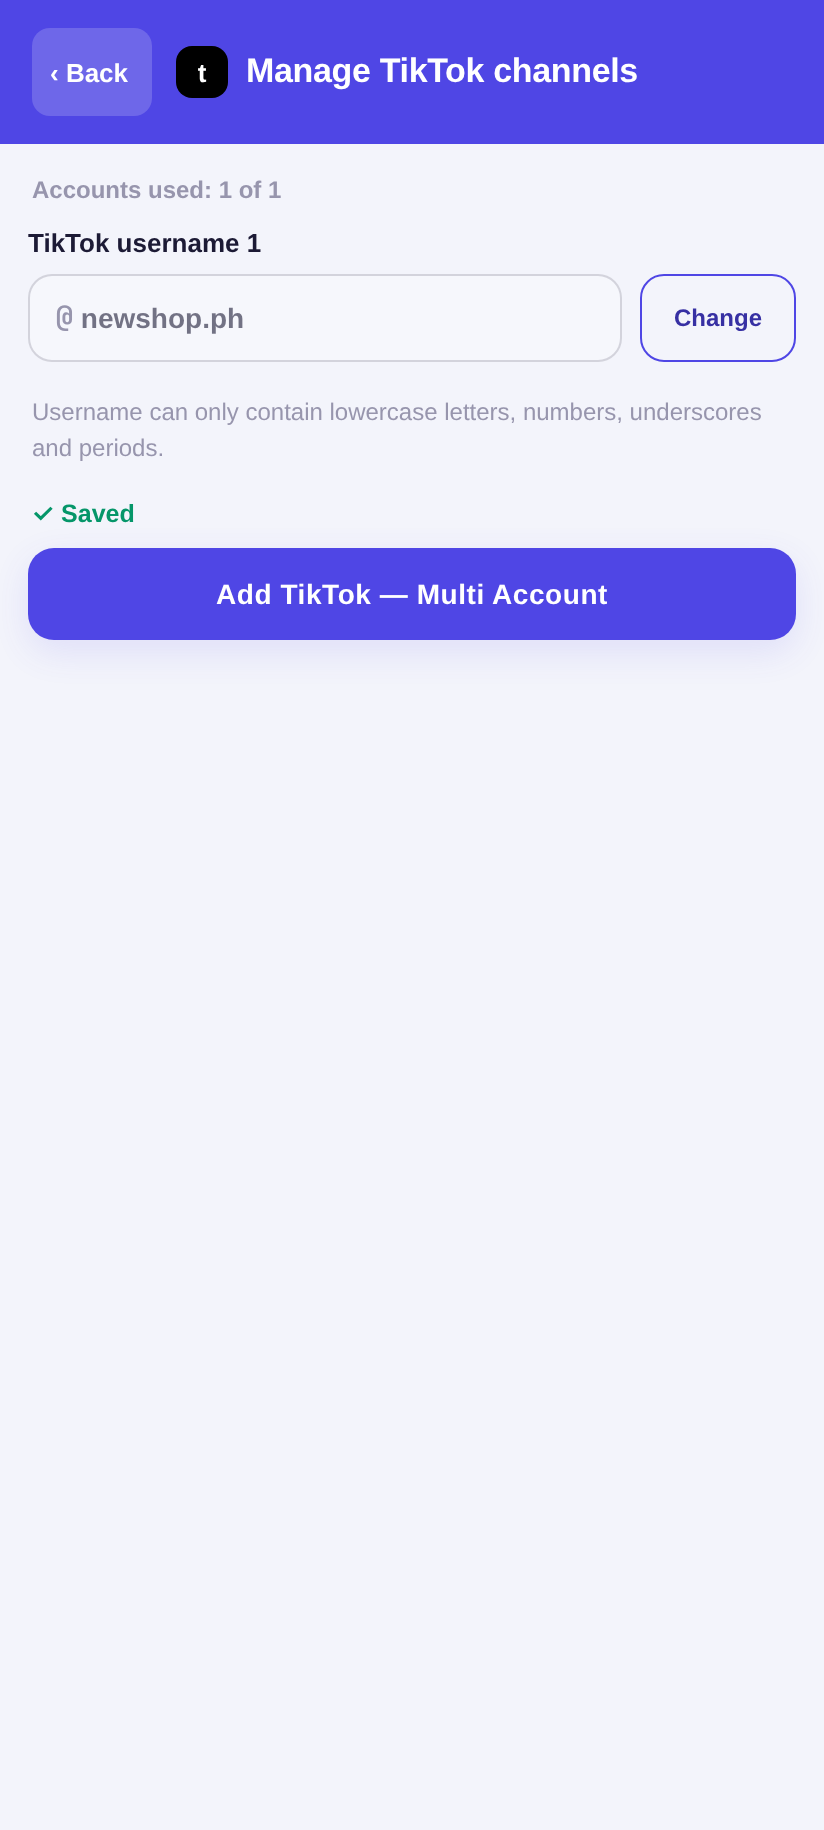 ‹ Back
t
Manage TikTok channels
Accounts used: 1 of 1
TikTok username 1
@ newshop.ph
Change
Username can only contain lowercase letters, numbers, underscores
and periods.
✓ Saved
Add TikTok — Multi Account